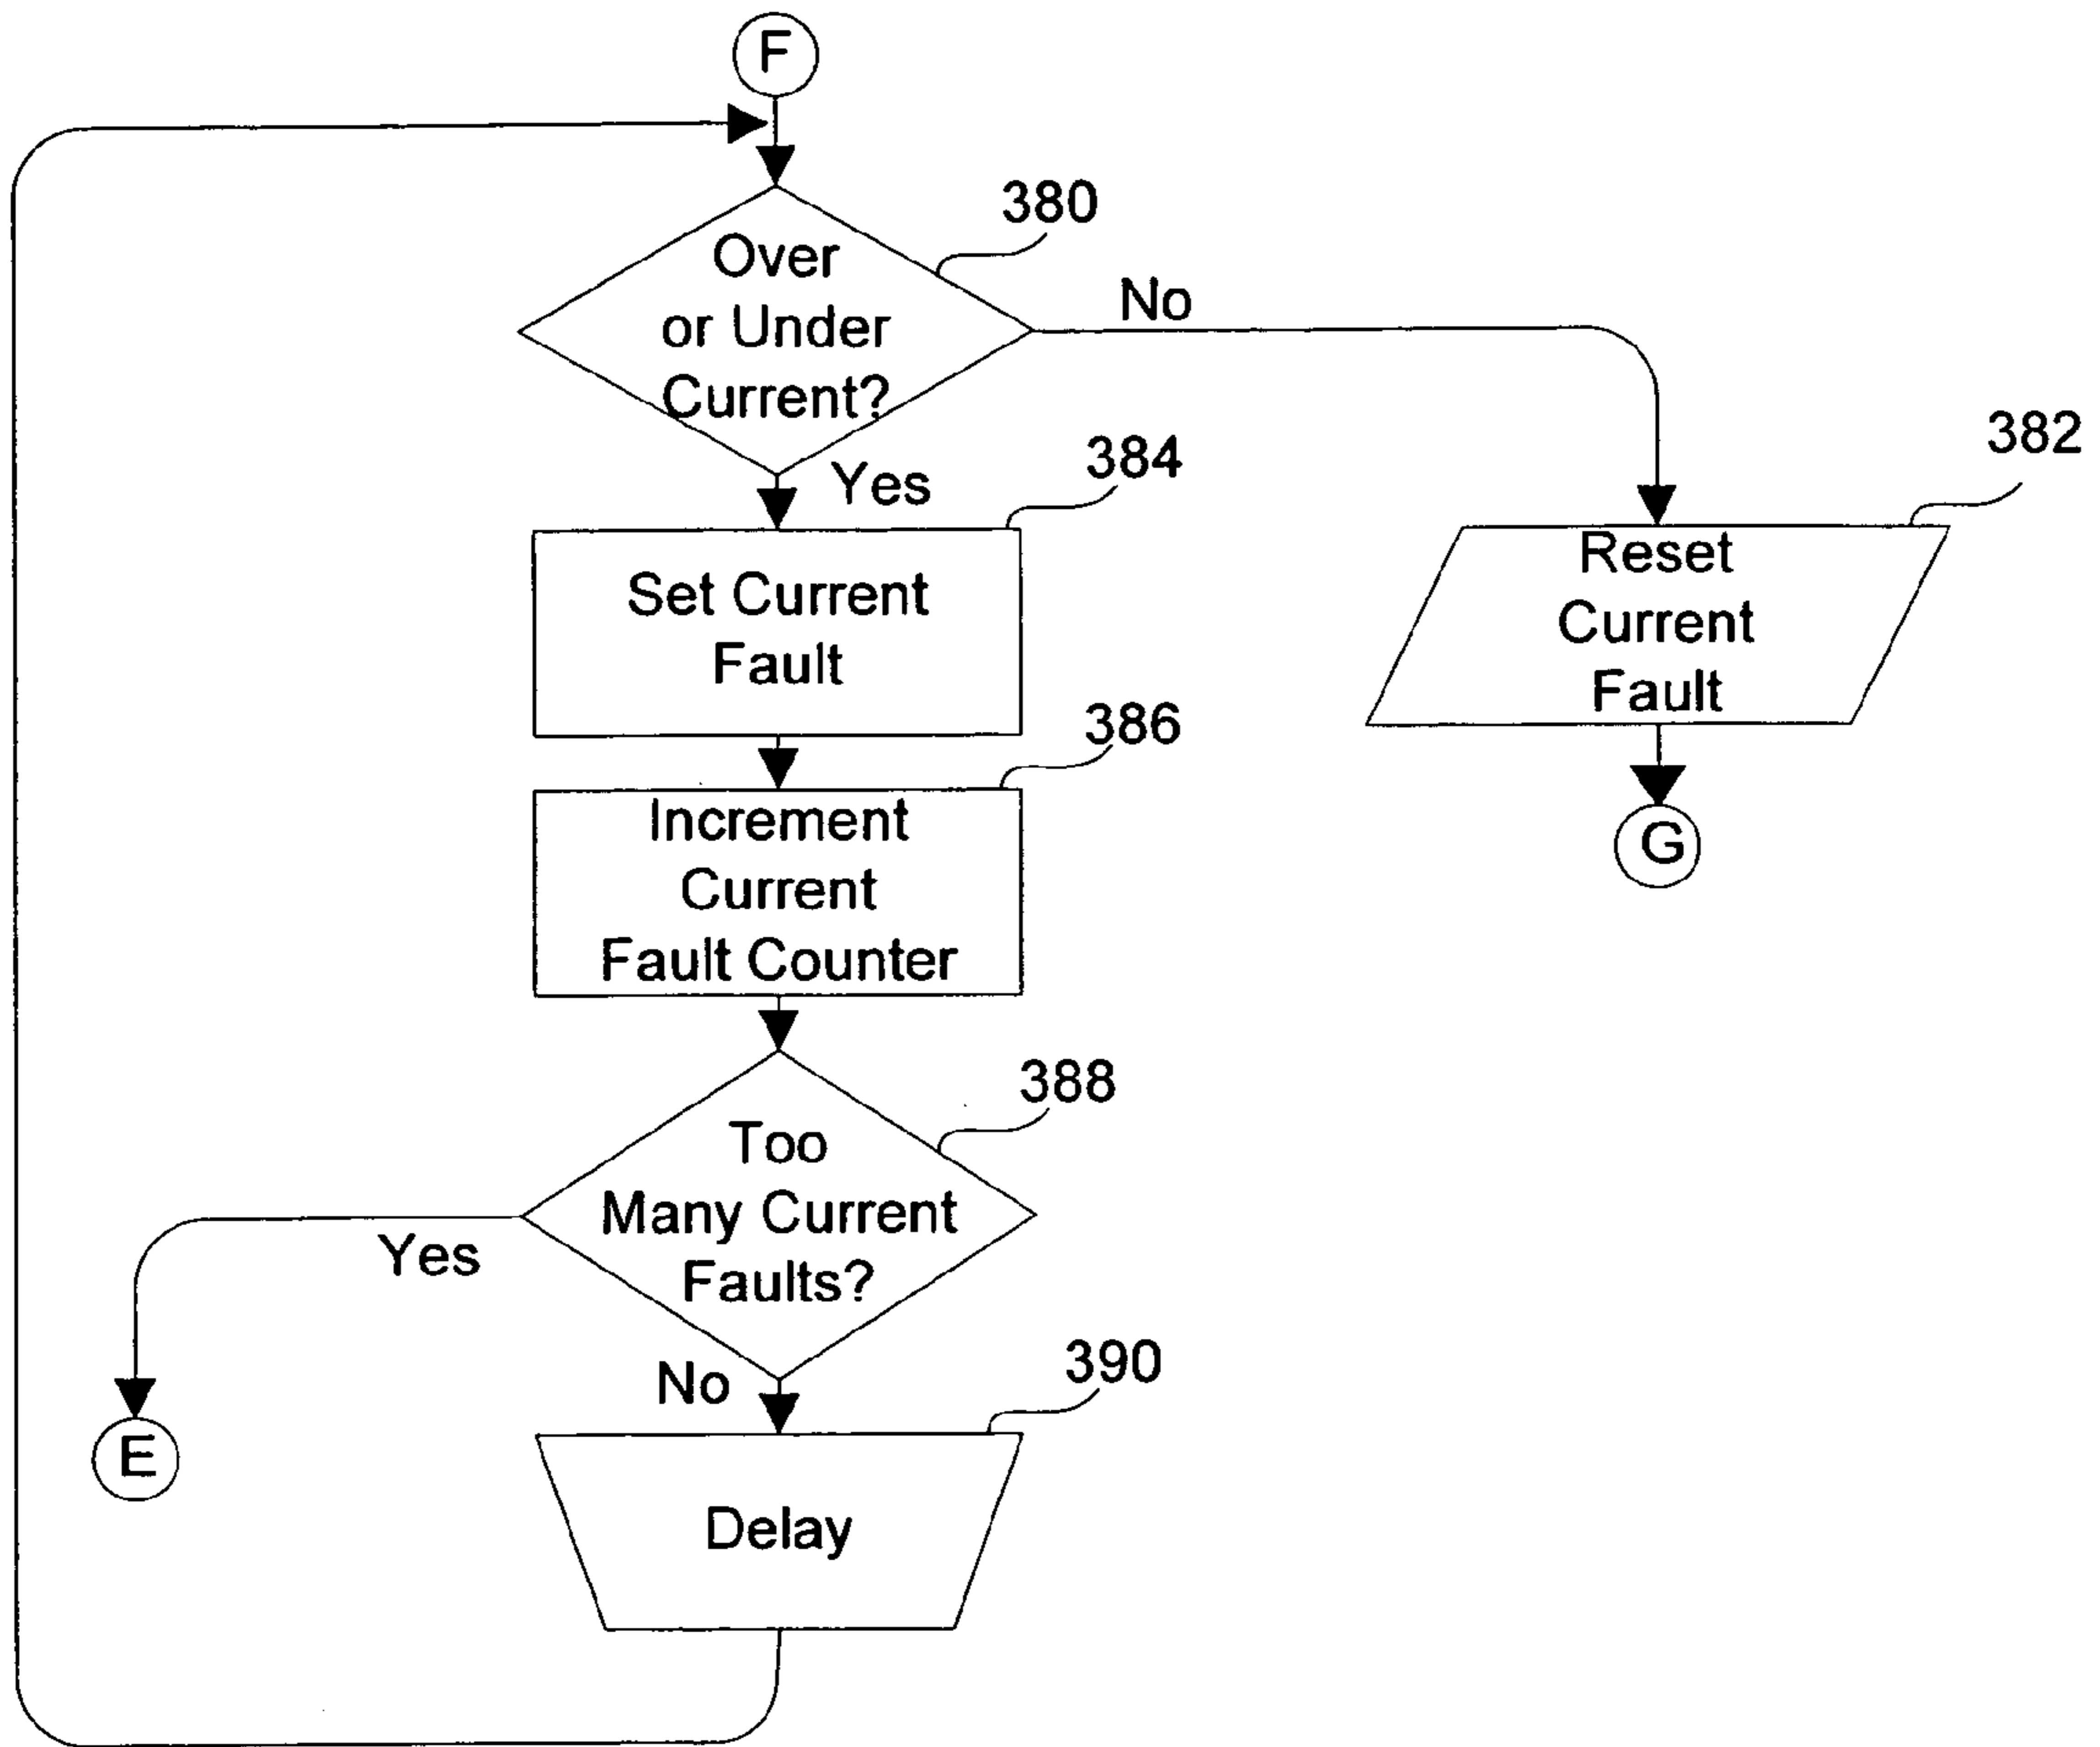 F
380
Over
or Under
Current?
No
Yes
384
382
Set Current
Fault
Reset
Current
Fault
386
Increment
Current
Fault Counter
G
388
Too
Many Current
Faults?
Yes
No
390
E
Delay